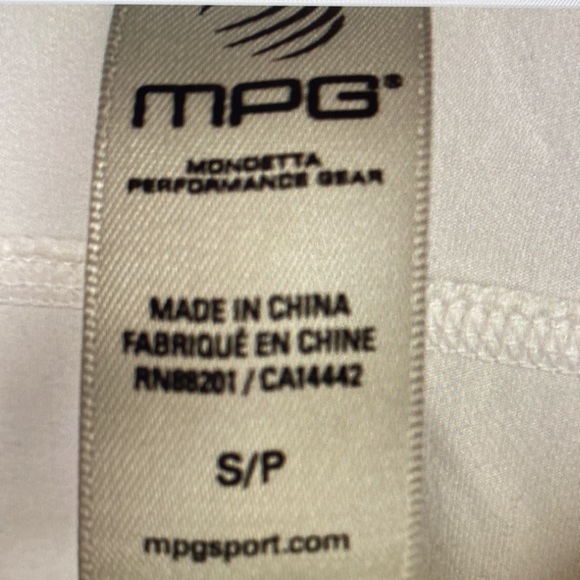 MPG®
MONDETTA
PERFORMANCE GEAR
MADE IN CHINA
FABRIQUÉ EN CHINE
RN88201 / CA14442
S/P
mpgsport.com